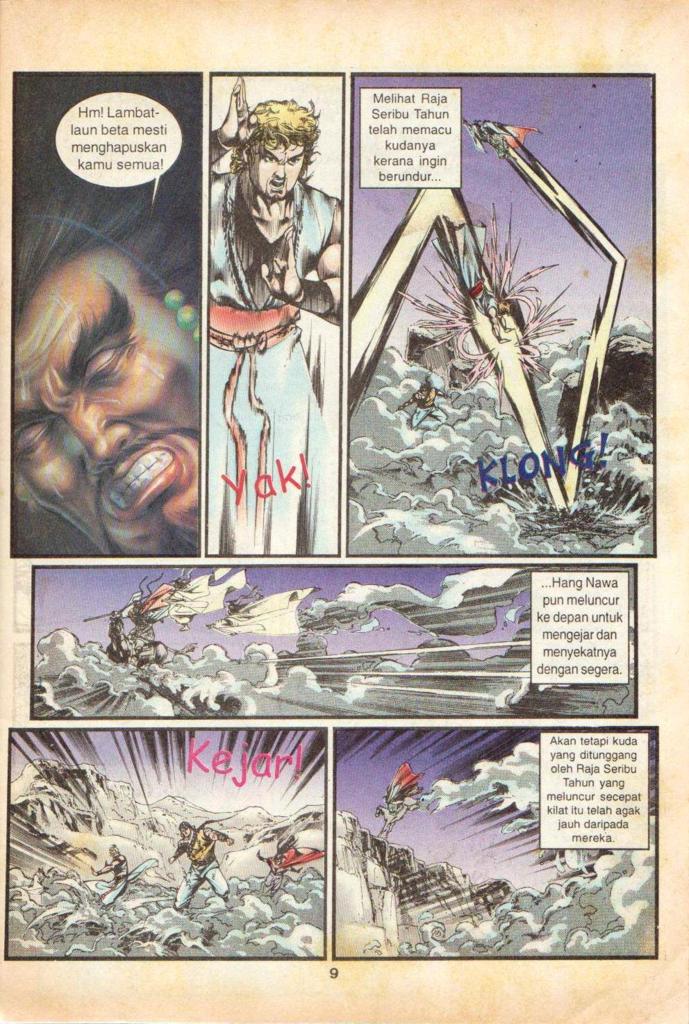 Hm! Lambat-
laun beta mesti
menghapuskan
kamu semua!
Yak!
Melihat Raja
Seribu Tahun
telah memacu
kudanya
kerana ingin
berundur...
KLONG!
...Hang Nawa
pun meluncur
ke depan untuk
mengejar dan
menyekatnya
dengan segera.
Kejar!
Akan tetapi kuda
yang ditunggang
oleh Raja Seribu
Tahun yang
meluncur secepat
kilat itu telah agak
jauh daripada
mereka.
9